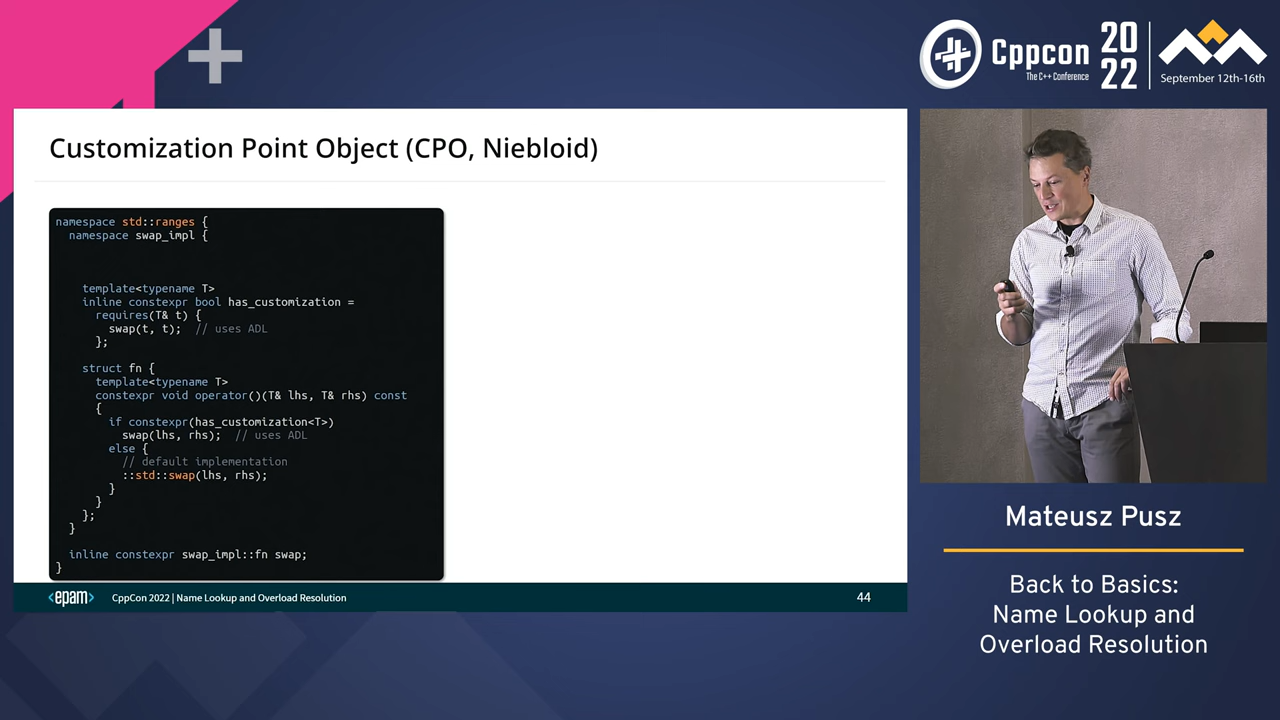 Cppcon
The C++ Conference
20
22
September 12th-16th
Customization Point Object (CPO, Niebloid)
namespace std::ranges {
  namespace swap_impl {
    template<typename T>
    inline constexpr bool has_customization =
      requires(T& t) {
        swap(t, t);  // uses ADL
      };
    struct fn {
      template<typename T>
      constexpr void operator()(T& lhs, T& rhs) const
      {
        if constexpr(has_customization<T>)
          swap(lhs, rhs);  // uses ADL
        else {
          // default implementation
          ::std::swap(lhs, rhs);
        }
      }
    };
  }
  inline constexpr swap_impl::fn swap;
}
<epam>
CppCon 2022 | Name Lookup and Overload Resolution
44
Mateusz Pusz
Back to Basics:
Name Lookup and
Overload Resolution